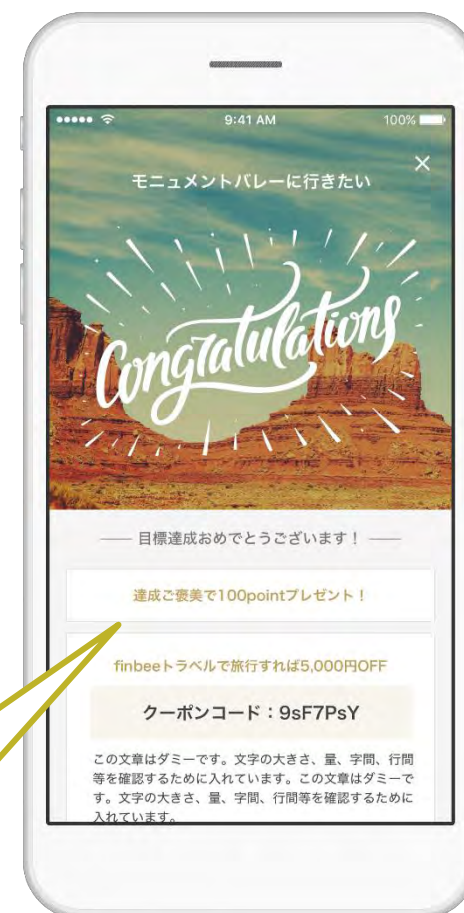 9:41 AM
100%
モニュメントバレーに行きたい
Congratulations
目標達成おめでとうございます！
達成ご褒美で100pointプレゼント！
finbeeトラベルで旅行すれば5,000円OFF
クーポンコード：9sF7PsY
この文章はダミーです。文字の大きさ、量、字間、行間
等を確認するために入れています。この文章はダミーで
す。文字の大きさ、量、字間、行間等を確認するために
入れています。